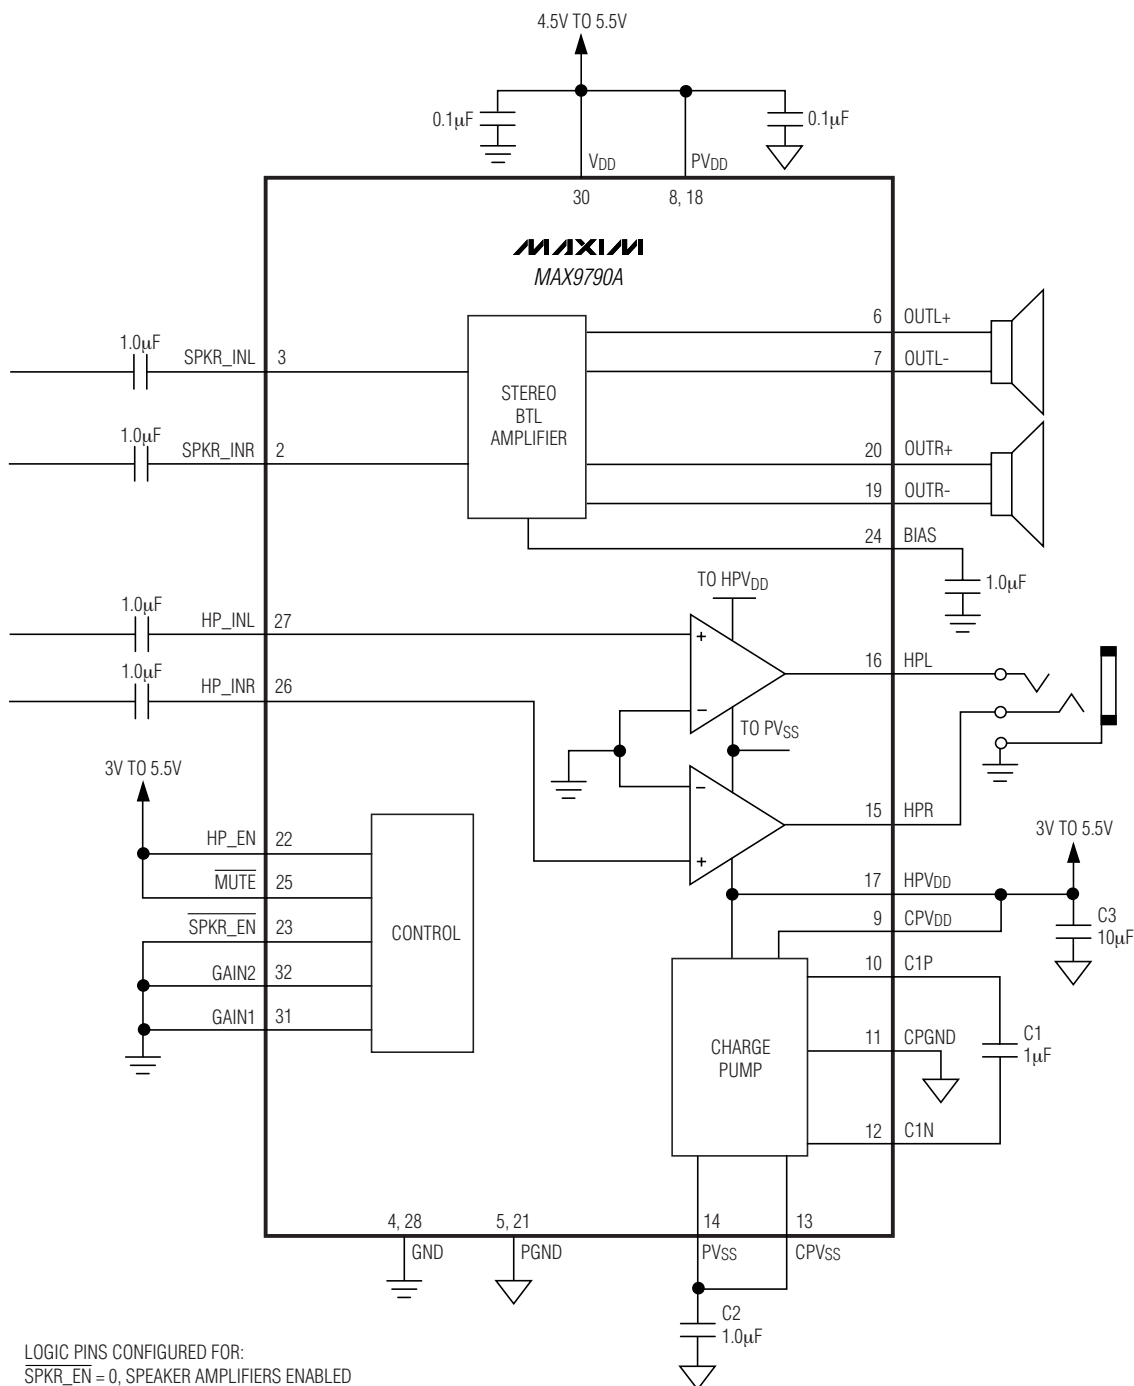 4.5V TO 5.5V
0.1µF
0.1µF
VDD
PVDD
30
8, 18
MAXIM
MAX9790A
1.0µF
SPKR_INL
3
1.0µF
SPKR_INR
2
STEREO
BTL
AMPLIFIER
6
OUTL+
7
OUTL-
20
OUTR+
19
OUTR-
24
BIAS
1.0µF
TO HPVDD
1.0µF
HP_INL
27
1.0µF
HP_INR
26
+
−
16
HPL
TO PVSS
−
+
15
HPR
3V TO 5.5V
3V TO 5.5V
HP_EN
22
MUTE
25
SPKR_EN
23
GAIN2
32
GAIN1
31
CONTROL
17
HPVDD
9
CPVDD
C3
10µF
10
C1P
11
CPGND
C1
1µF
12
C1N
CHARGE
PUMP
4, 28
GND
5, 21
PGND
14
PVSS
13
CPVSS
C2
1.0µF
LOGIC PINS CONFIGURED FOR:
SPKR_EN = 0, SPEAKER AMPLIFIERS ENABLED